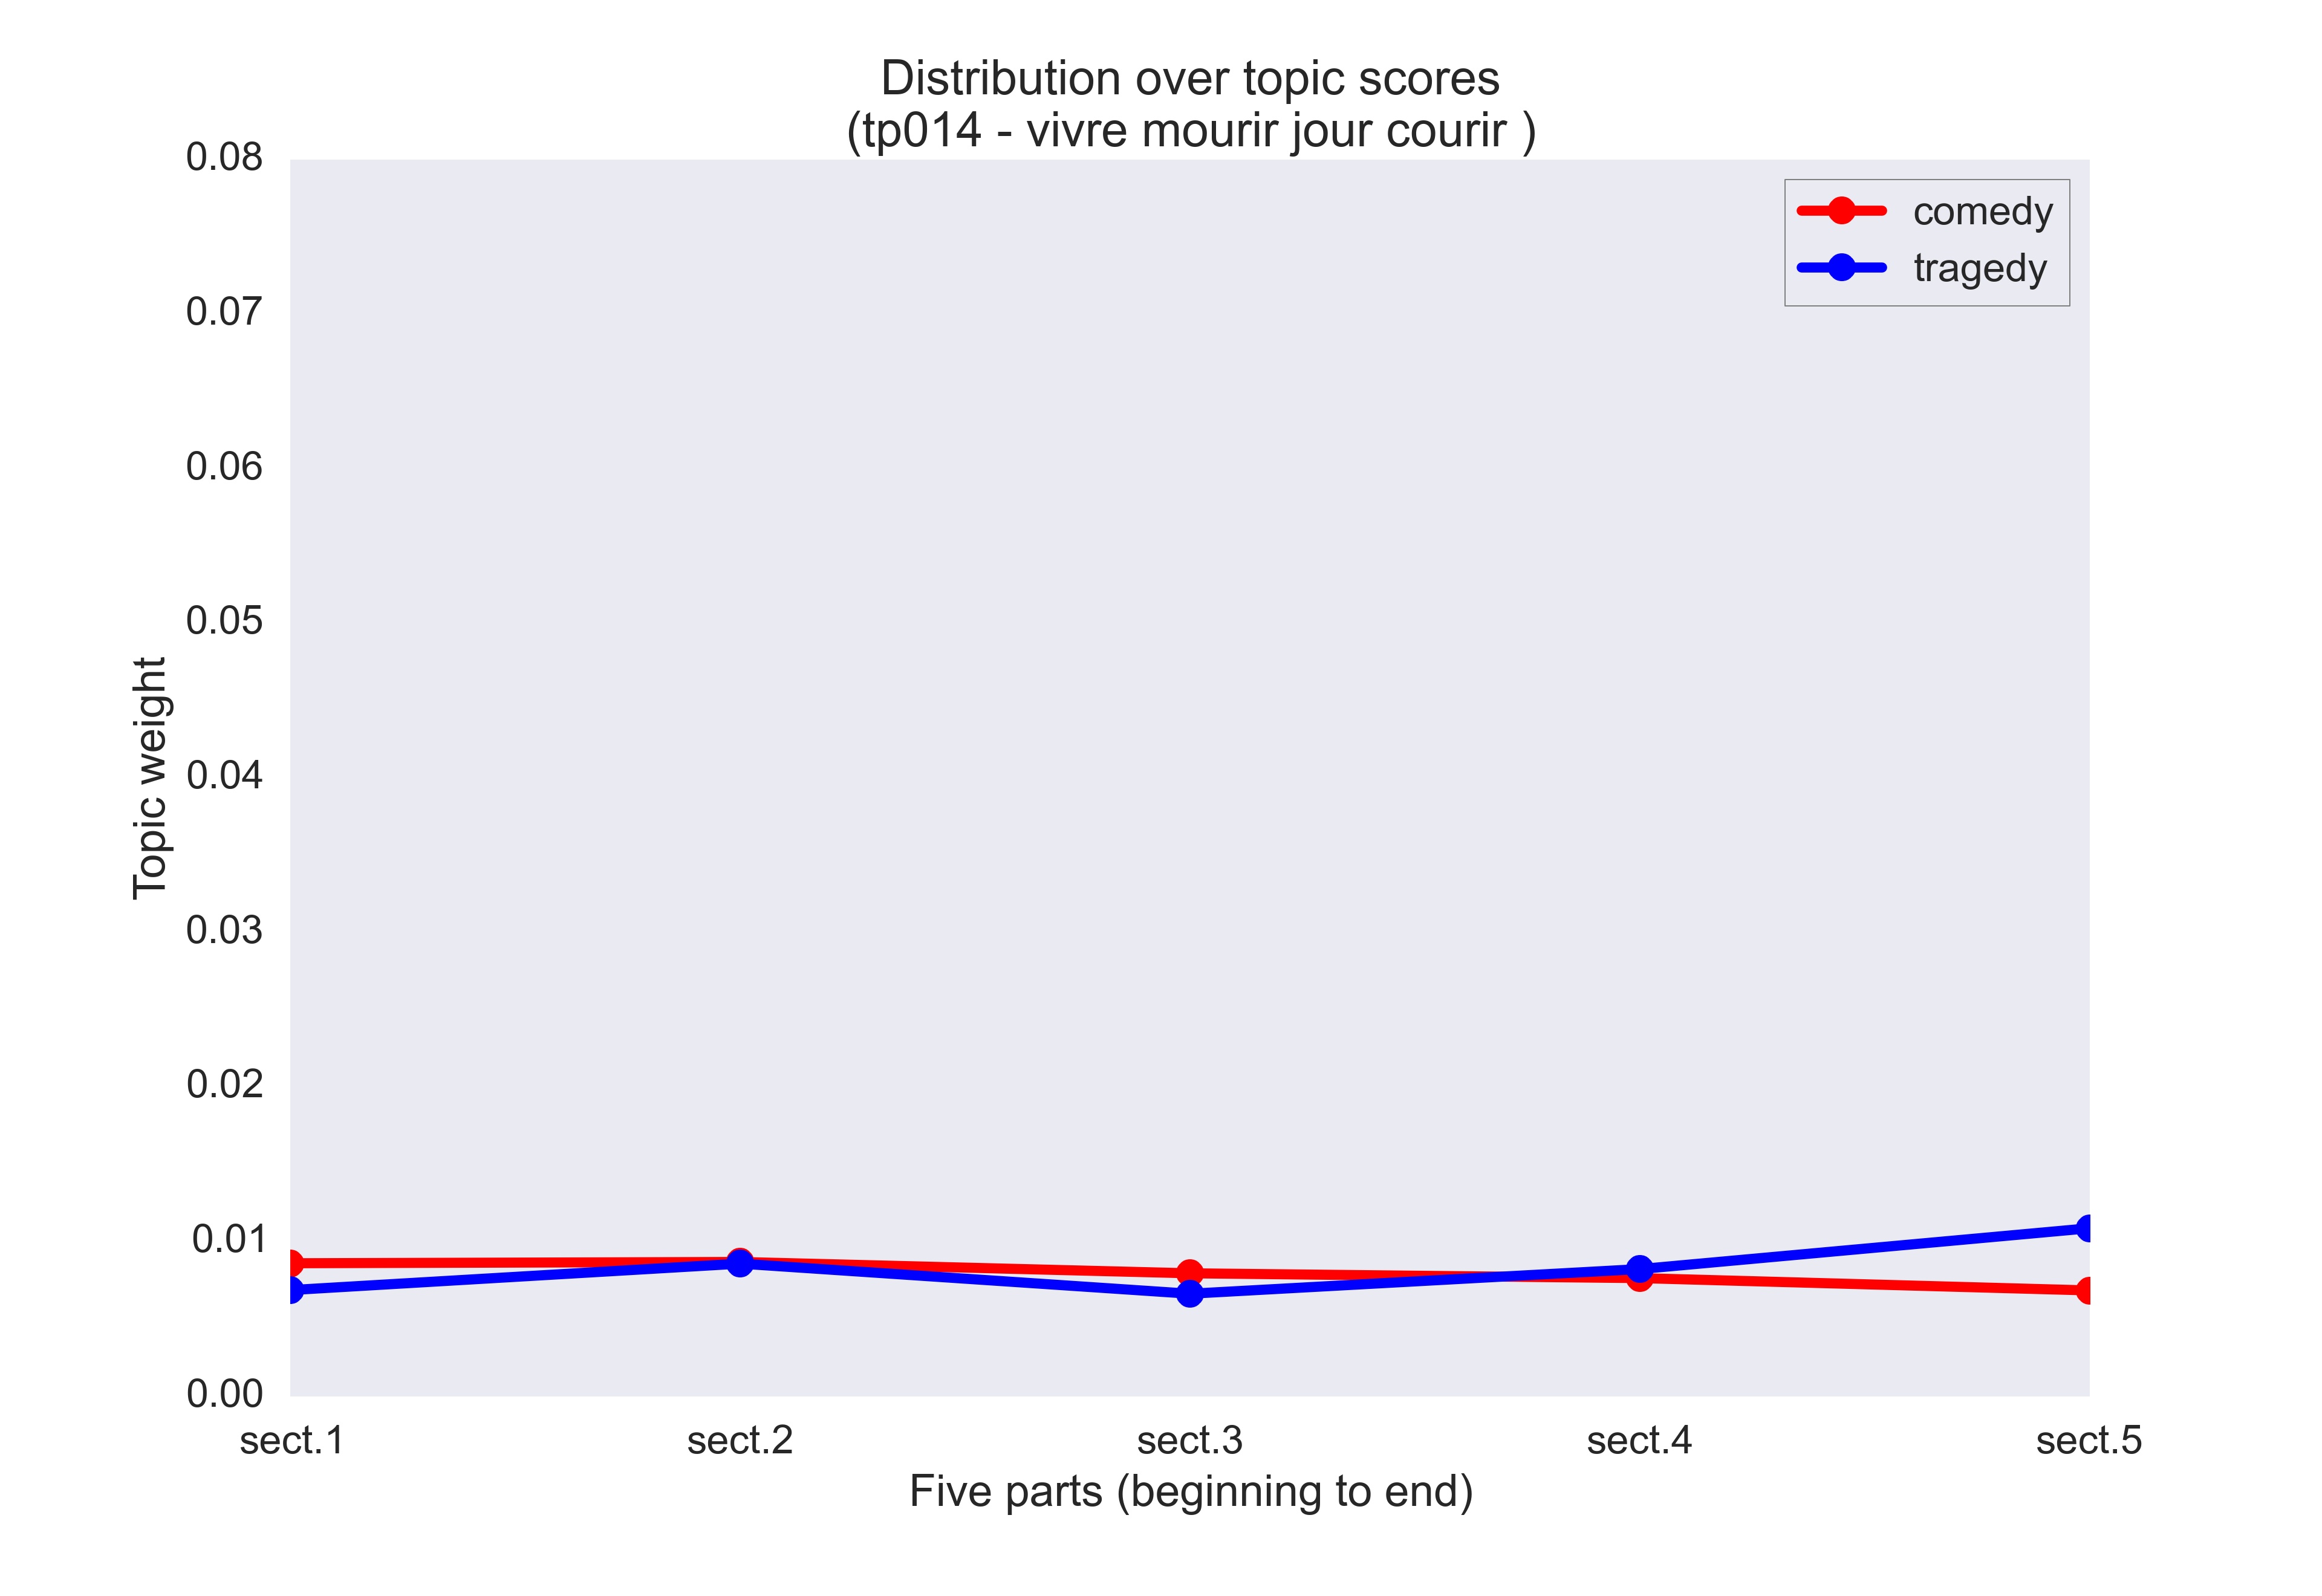 Distribution over topic scores
(tp014 - vivre mourir jour courir )
comedy
tragedy
0.08
0.07
0.06
0.05
0.04
0.03
0.02
0.01
0.00
Topic weight
sect.1 sect.2 sect.3 sect.4 sect.5
Five parts (beginning to end)